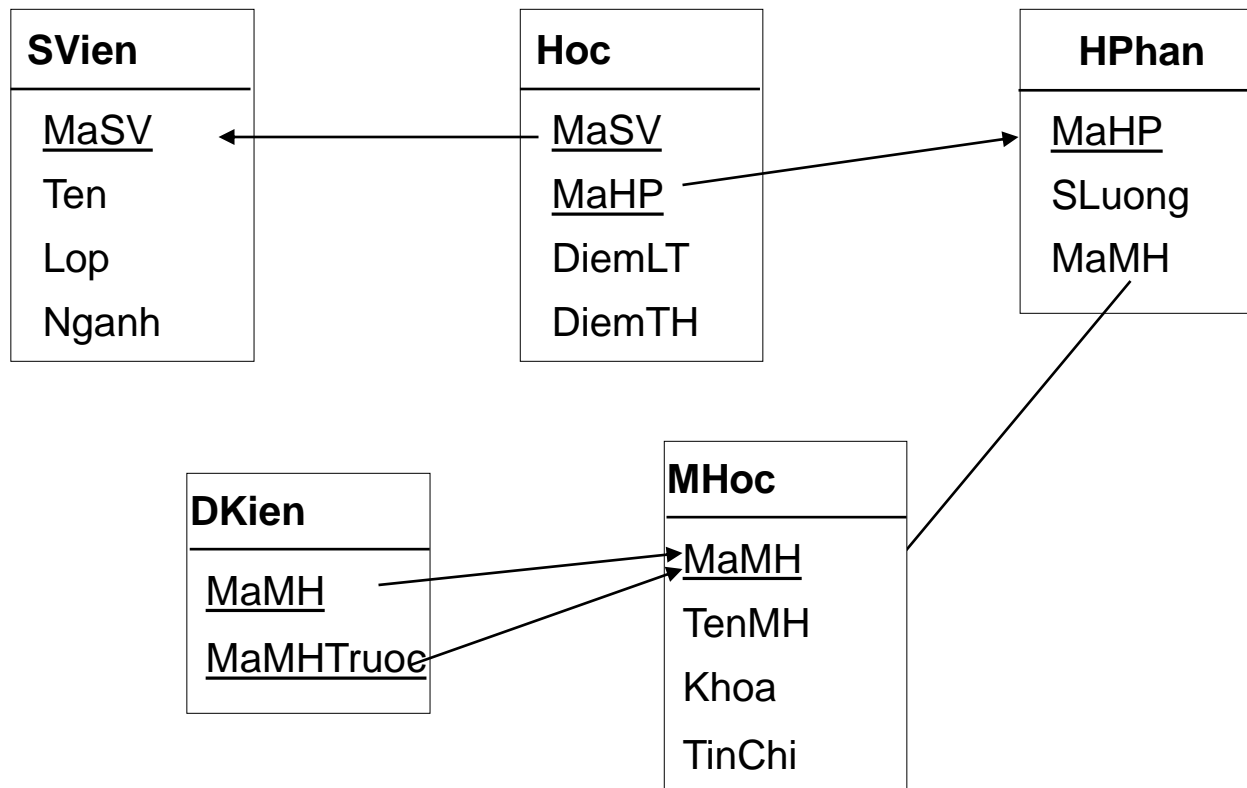 SVien
MaSV
Ten
Lop
Nganh
Hoc
MaSV
MaHP
DiemLT
DiemTH
HPhan
MaHP
SLuong
MaMH
DKien
MaMH
MaMHTruoc
MHoc
MaMH
TenMH
Khoa
TinChi